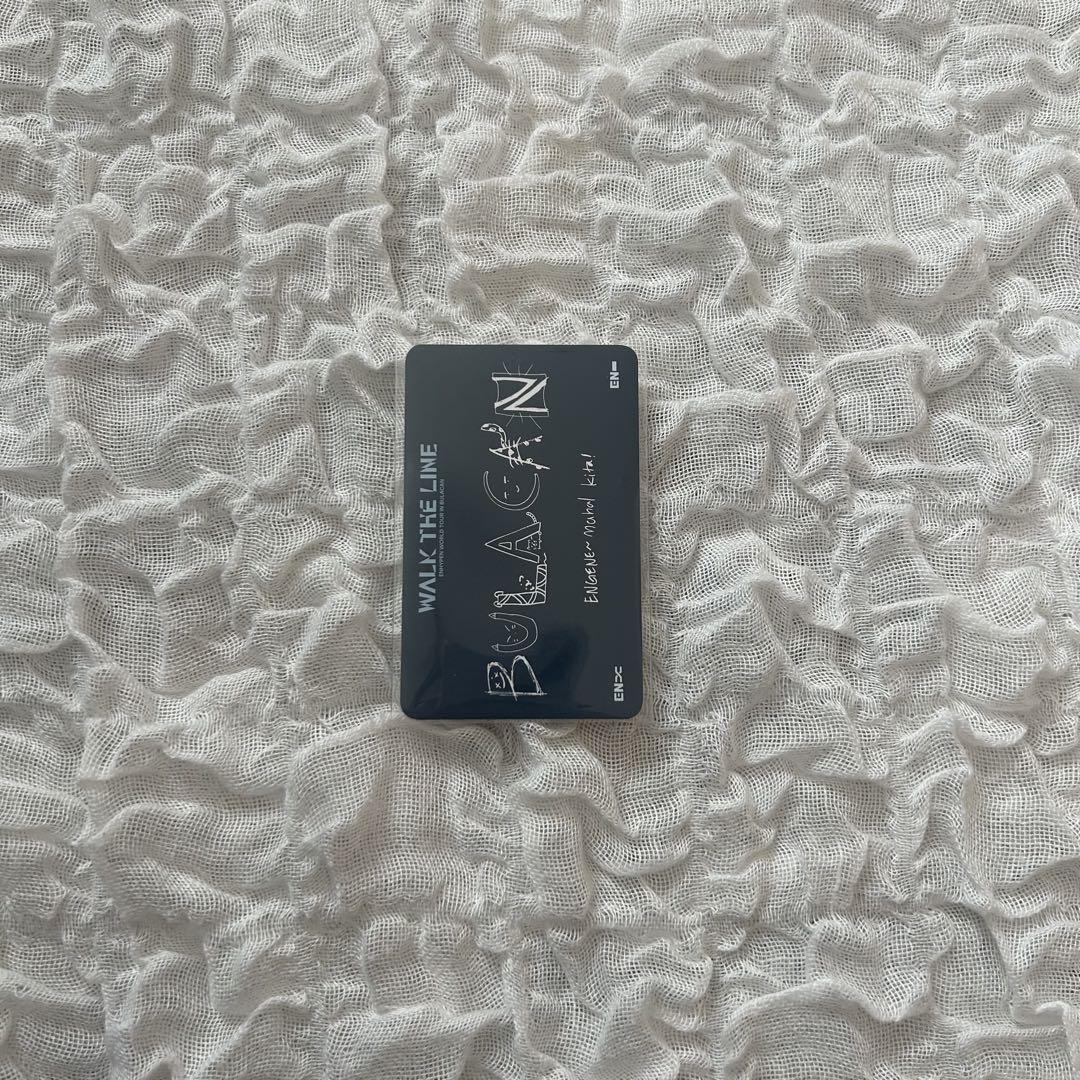 WALK THE LINE
ENHYPEN WORLD TOUR IN BULACAN
BULACAN
ENGENE~ Mahal kita!
EN
EN